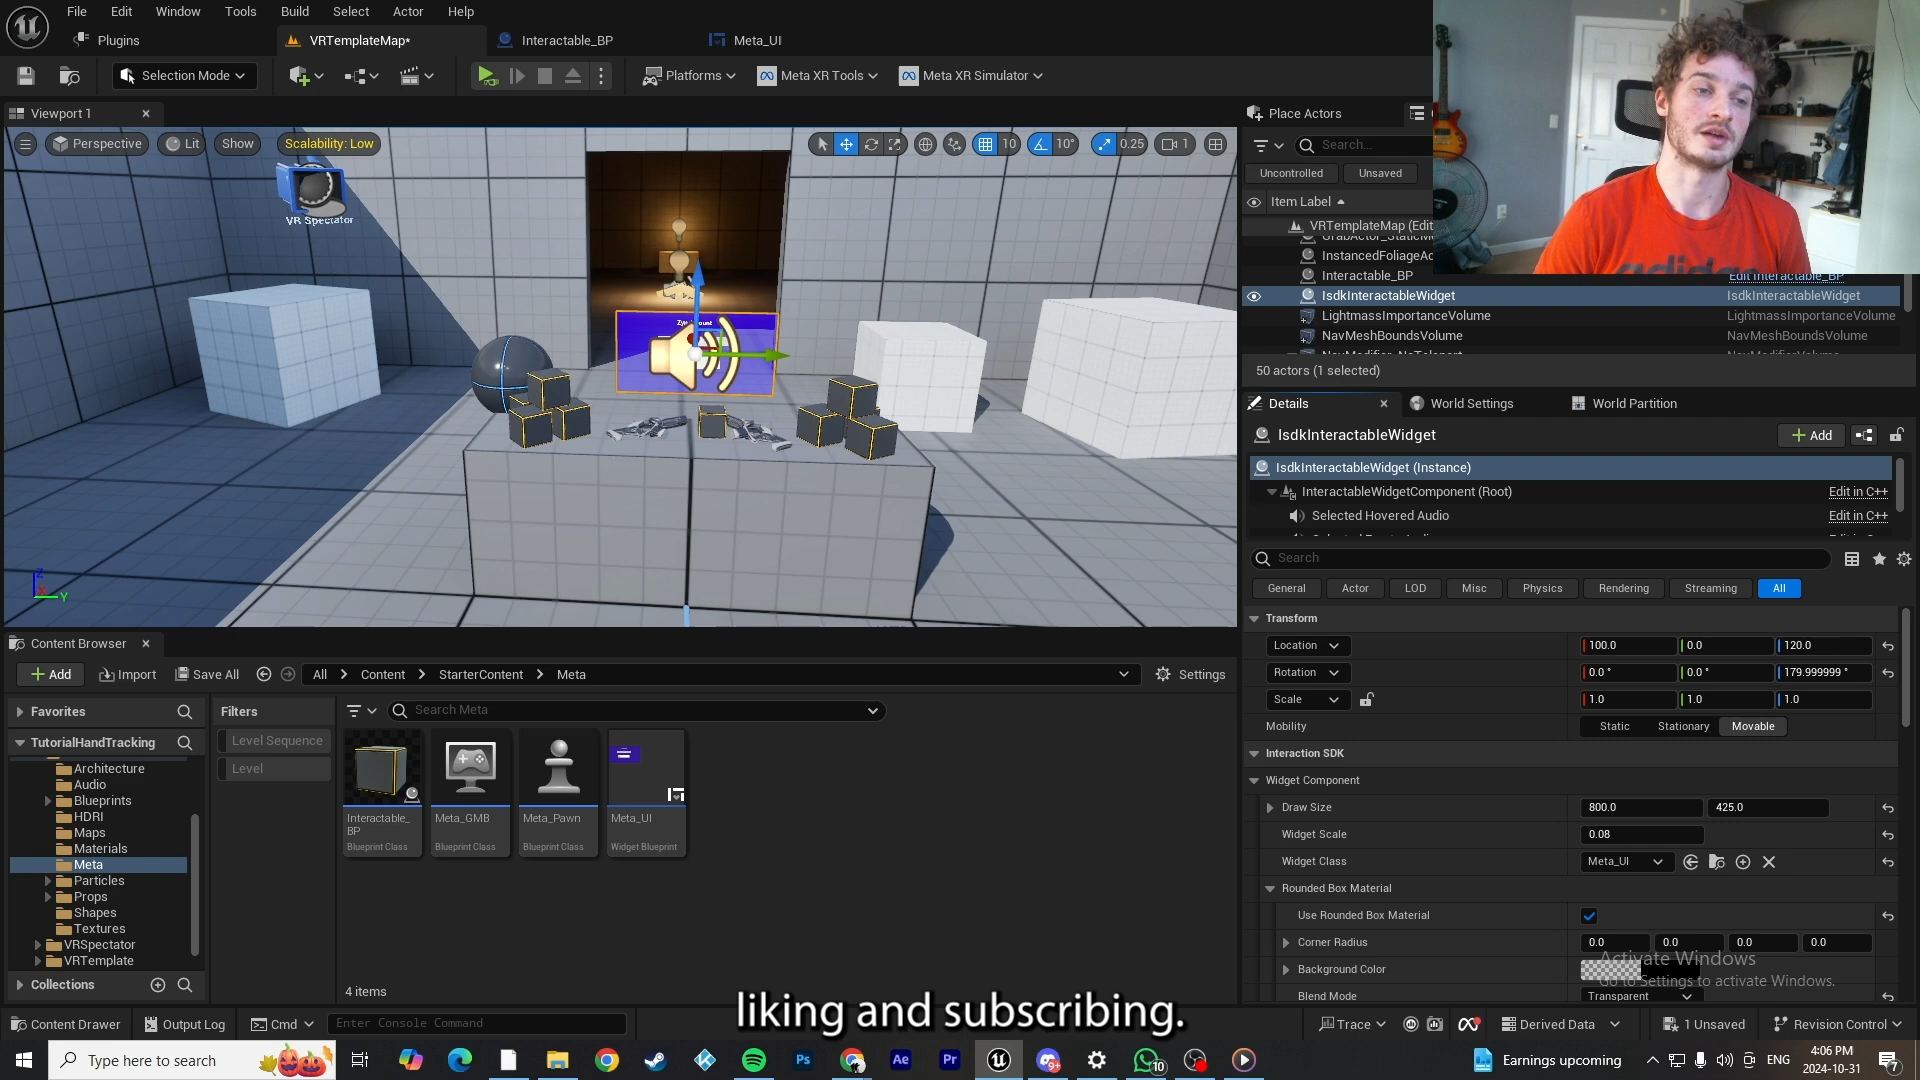 File Edit Window Tools Build Select Actor Help
Plugins VRTemplateMap* Interactable_BP Meta_UI
Selection Mode Platforms Meta XR Tools Meta XR Simulator
Viewport 1
Perspective Lit Show Scalability: Low 10 10° 0.25 1
VR Spectator
Z
Y
Place Actors
Search...
Uncontrolled Unsaved
Item Label
VRTemplateMap (Edit
InstancedFoliageAc
Interactable_BP Edit Interactable_BP
IsdkInteractableWidget IsdkInteractableWidget
LightmassImportanceVolume LightmassImportanceVolume
NavMeshBoundsVolume NavMeshBoundsVolume
50 actors (1 selected)
Details World Settings World Partition
IsdkInteractableWidget Add
IsdkInteractableWidget (Instance)
InteractableWidgetComponent (Root) Edit in C++
Selected Hovered Audio Edit in C++
Search
General Actor LOD Misc Physics Rendering Streaming All
Transform
Location 100.0 0.0 120.0
Rotation 0.0 ° 0.0 ° 179.999999 °
Scale 1.0 1.0 1.0
Mobility Static Stationary Movable
Interaction SDK
Widget Component
Draw Size 800.0 425.0
Widget Scale 0.08
Widget Class Meta_UI
Rounded Box Material
Use Rounded Box Material
Corner Radius 0.0 0.0 0.0 0.0
Background Color
Blend Mode Transparent
Activate Windows
Go to Settings to activate Windows.
Content Browser
Add Import Save All All Content StarterContent Meta Settings
Favorites
TutorialHandTracking
Architecture
Audio
Blueprints
HDRI
Maps
Materials
Meta
Particles
Props
Shapes
Textures
VRSpectator
VRTemplate
Collections
Filters
Level Sequence
Level
Search Meta
Interactable_
BP
Blueprint Class
Meta_GMB
Blueprint Class
Meta_Pawn
Blueprint Class
Meta_UI
Widget Blueprint
4 items
liking and subscribing.
Content Drawer Output Log Cmd Enter Console Command Trace Derived Data 1 Unsaved Revision Control
Type here to search Ps Ae Pr 9+ 10 Earnings upcoming ENG 4:06 PM
2024-10-31 7